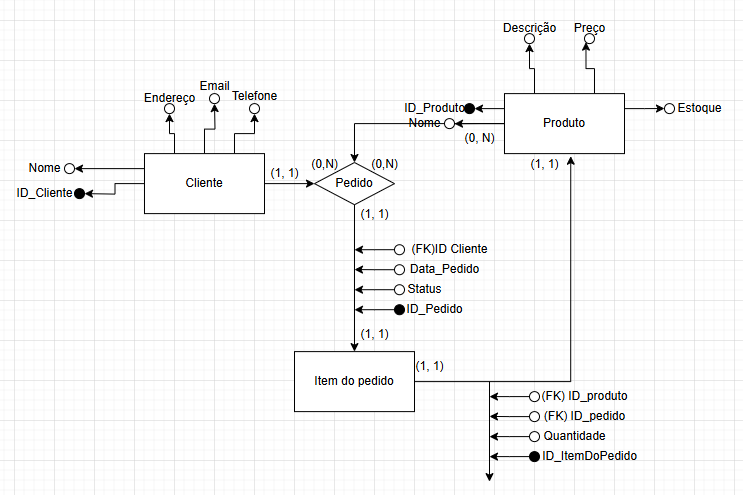 Descrição
Preço
Endereço
Email
Telefone
ID_Produto
Nome
Produto
Estoque
(0, N)
(1, 1)
Nome
ID_Cliente
Cliente
(1, 1)
(0,N)
(0,N)
Pedido
(1, 1)
(FK)ID Cliente
Data_Pedido
Status
ID_Pedido
(1, 1)
Item do pedido
(1, 1)
(FK) ID_produto
(FK) ID_pedido
Quantidade
ID_ItemDoPedido